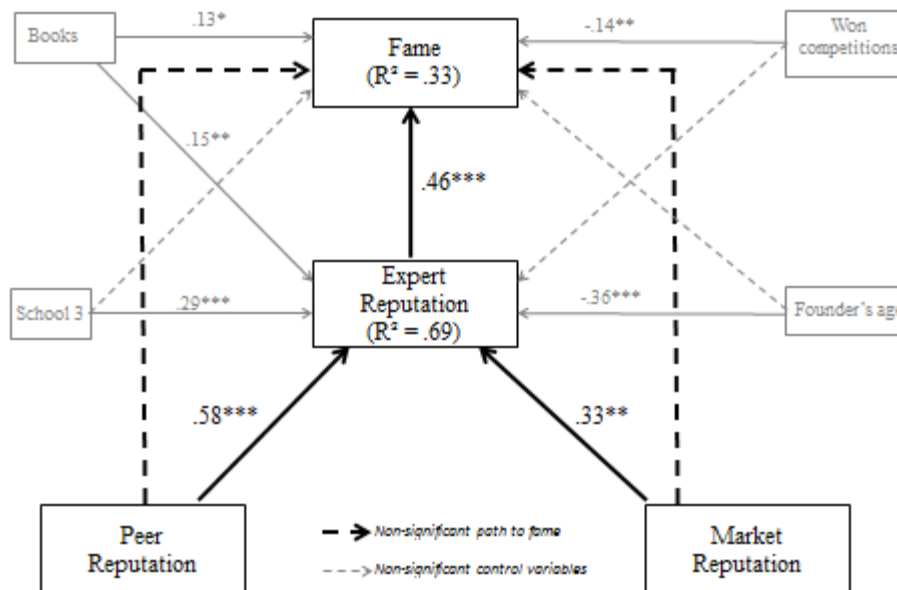 Books
.13*
Fame
(R² = .33)
-.14**
Won
competitions
.15**
.46***
School 3
.29***
Expert
Reputation
(R² = .69)
-.36***
Founder's age
.58***
.33**
Peer
Reputation
Non-significant path to fame
Non-significant control variables
Market
Reputation